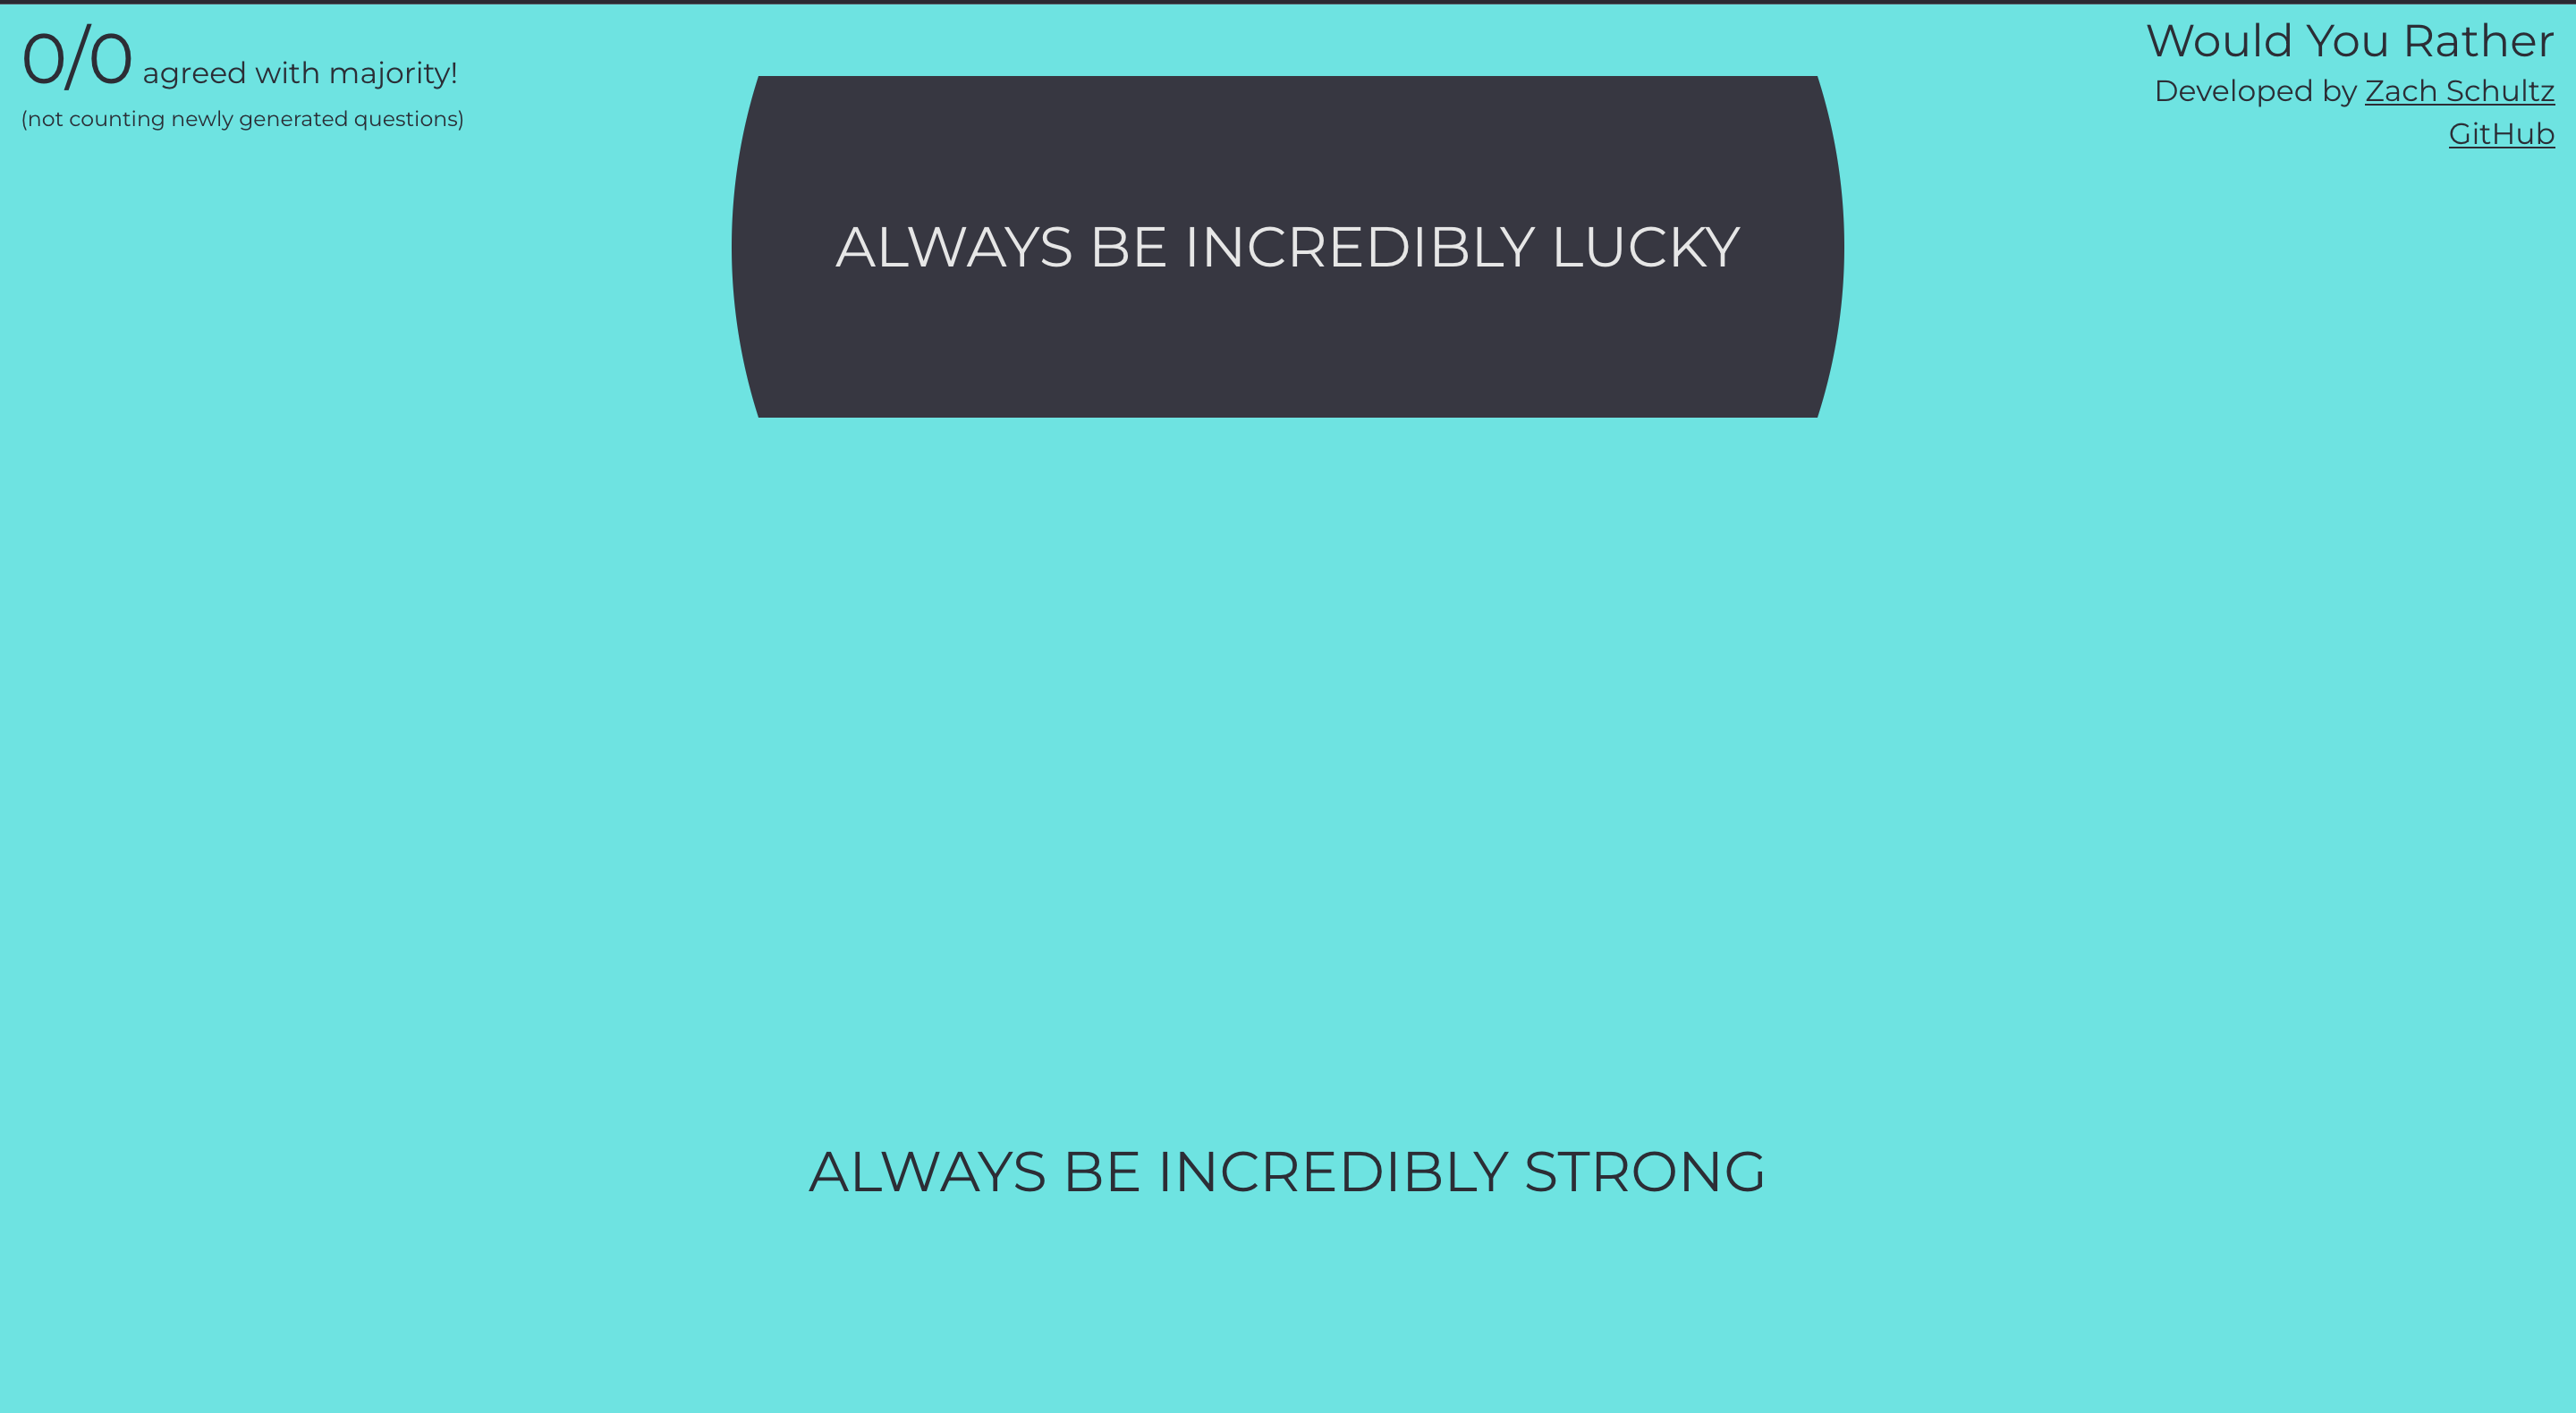 0/0 agreed with majority!
(not counting newly generated questions)
Would You Rather
Developed by Zach Schultz
GitHub
ALWAYS BE INCREDIBLY LUCKY
ALWAYS BE INCREDIBLY STRONG